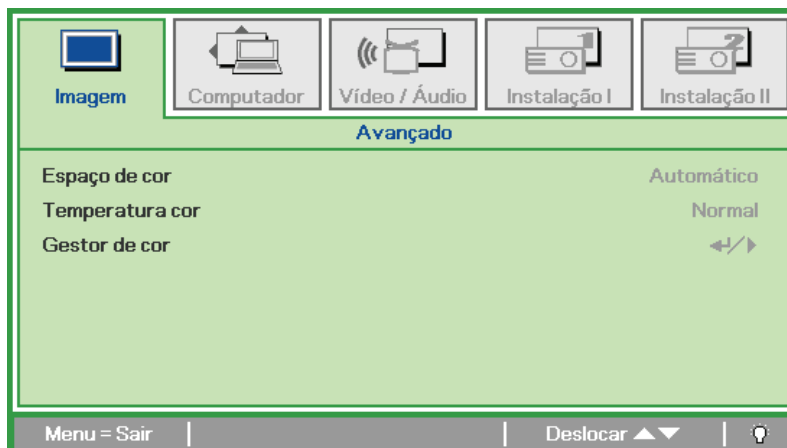 Imagem Computador Vídeo / Áudio Instalação I Instalação II
Avançado
Espaço de cor Automático
Temperatura cor Normal
Gestor de cor
Menu = Sair Deslocar